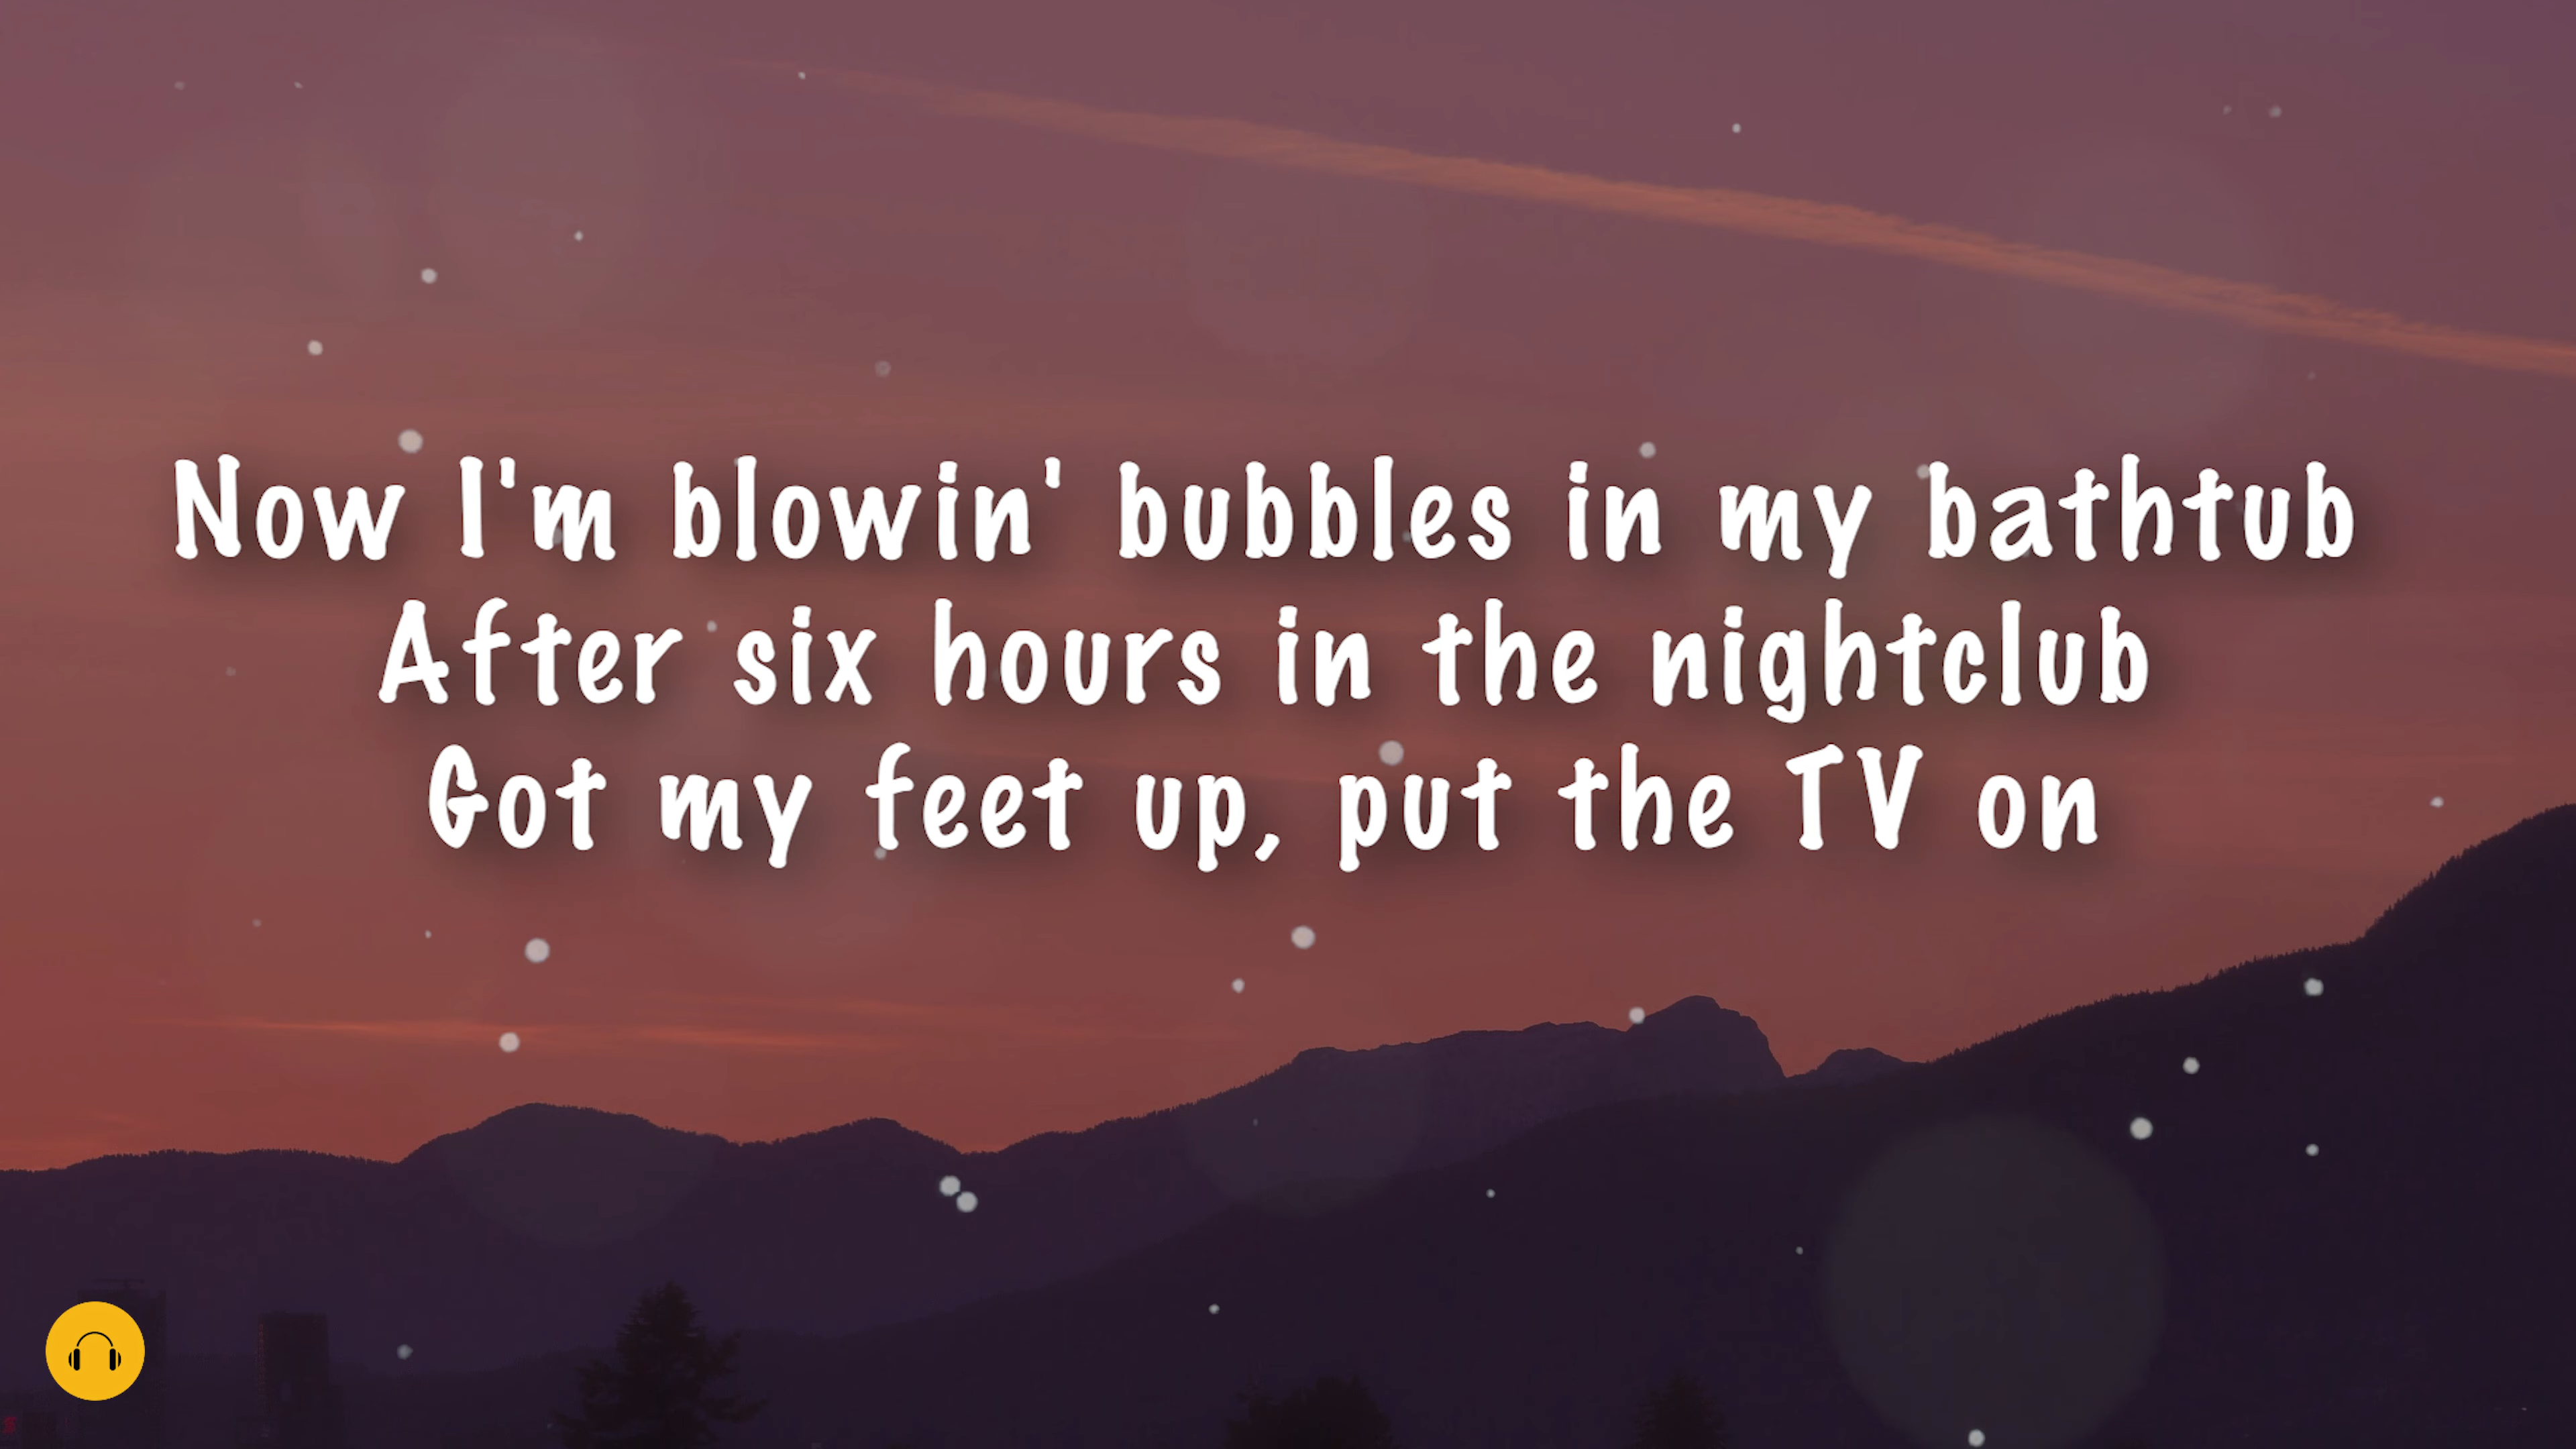 Now I'm blowin' bubbles in my bathtub
After six hours in the nightclub
Got my feet up, put the TV on